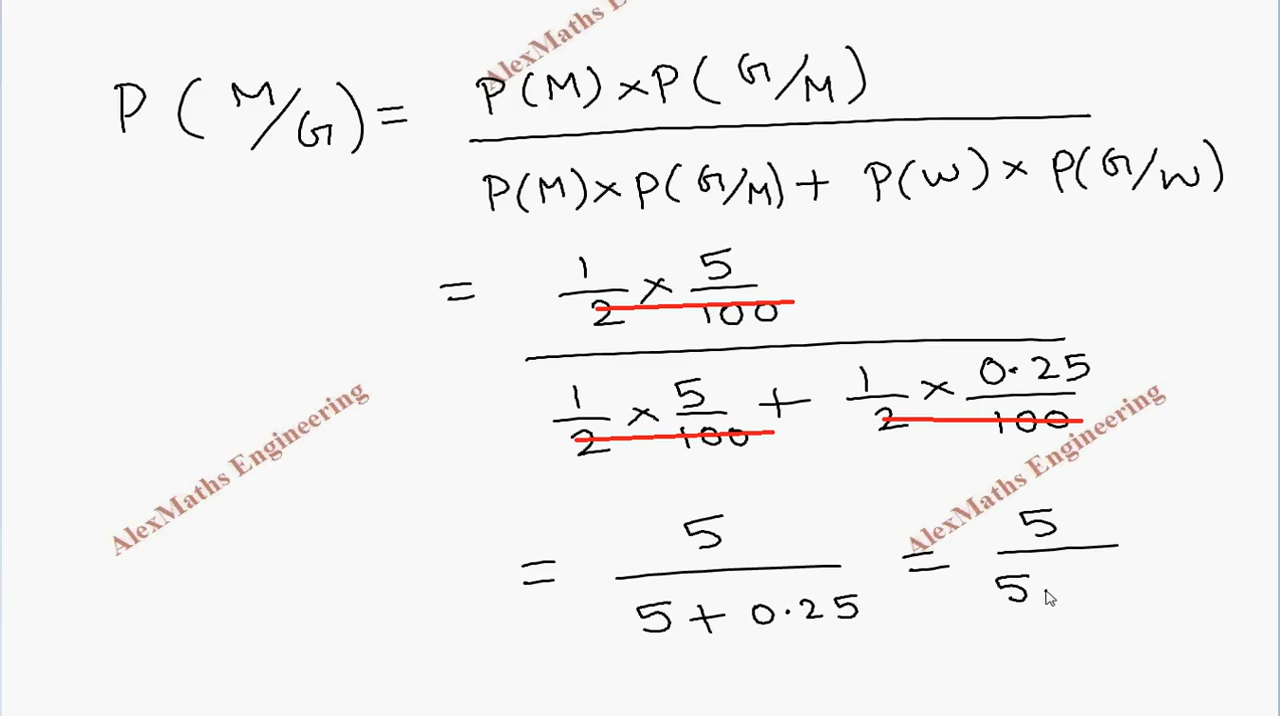 AlexMaths Engineering
P(M/G) = P(M) × P(G/M)
P(M) × P(G/M) + P(W) × P(G/W)
= 1/2 × 5/100
1/2 × 5/100 + 1/2 × 0.25/100
AlexMaths Engineering
AlexMaths Engineering
= 5 = 5
5 + 0.25 5